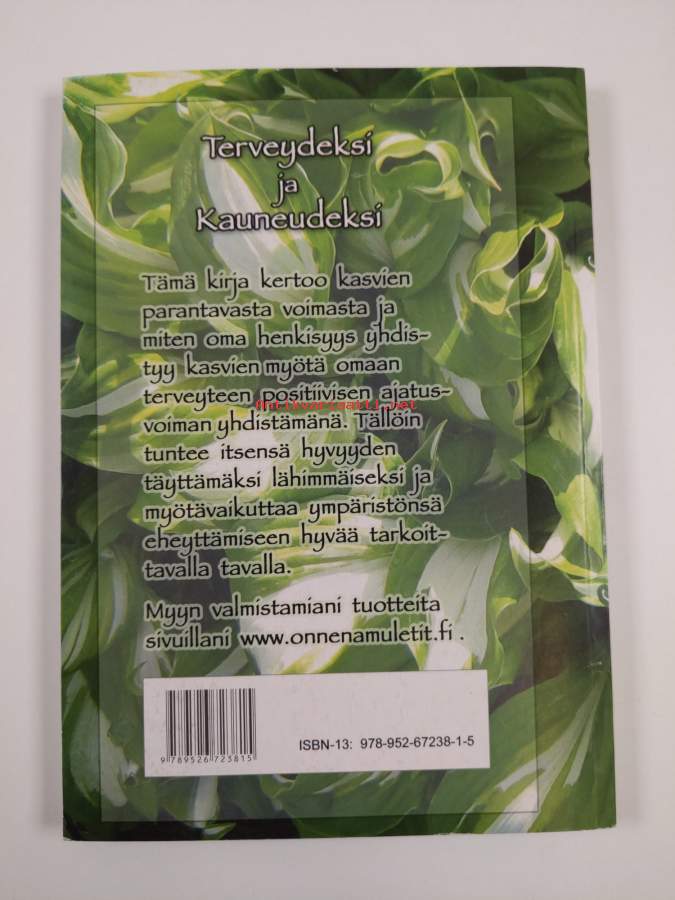 Terveydeksi
ja
Kauneudeksi
Tämä kirja kertoo kasvien
parantavasta voimasta ja
miten oma henkisyys yhdis-
tyy kasvien myötä omaan
terveyteen positiivisen ajatus-
antikvariaatti.net
voiman yhdistämänä. Tällöin
tuntee itsensä hyvyyden
täyttämäksi lähimmäiseksi ja
myötävaikuttaa ympäristönsä
eheyttämiseen hyvää tarkoit-
tavalla tavalla.
Myyn valmistamiani tuotteita
sivuillani www.onnenamuletit.fi .
ISBN-13: 978-952-67238-1-5
9 789526 723815